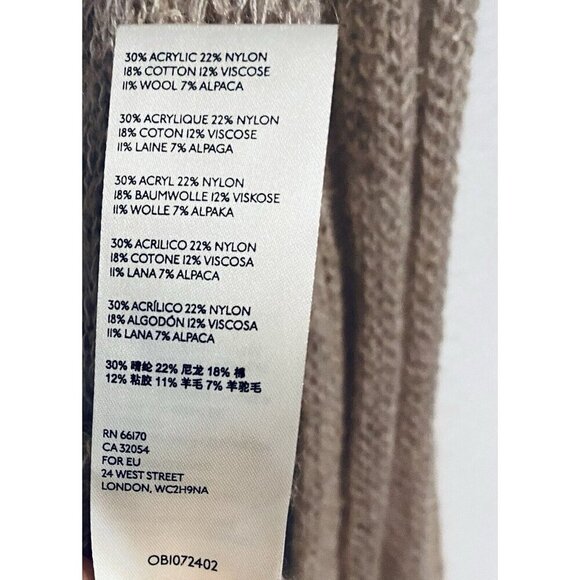 30% ACRYLIC 22% NYLON
18% COTTON 12% VISCOSE
11% WOOL 7% ALPACA
30% ACRYLIQUE 22% NYLON
18% COTON 12% VISCOSE
11% LAINE 7% ALPAGA
30% ACRYL 22% NYLON
18% BAUMWOLLE 12% VISKOSE
11% WOLLE 7% ALPAKA
30% ACRILICO 22% NYLON
18% COTONE 12% VISCOSA
11% LANA 7% ALPACA
30% ACRÍLICO 22% NYLON
18% ALGODÓN 12% VISCOSA
11% LANA 7% ALPACA
30% 晴纶 22% 尼龙 18% 棉
12% 粘胶 11% 羊毛 7% 羊驼毛
RN 66170
CA 32054
FOR EU
24 WEST STREET
LONDON, WC2H9NA
OB1072402